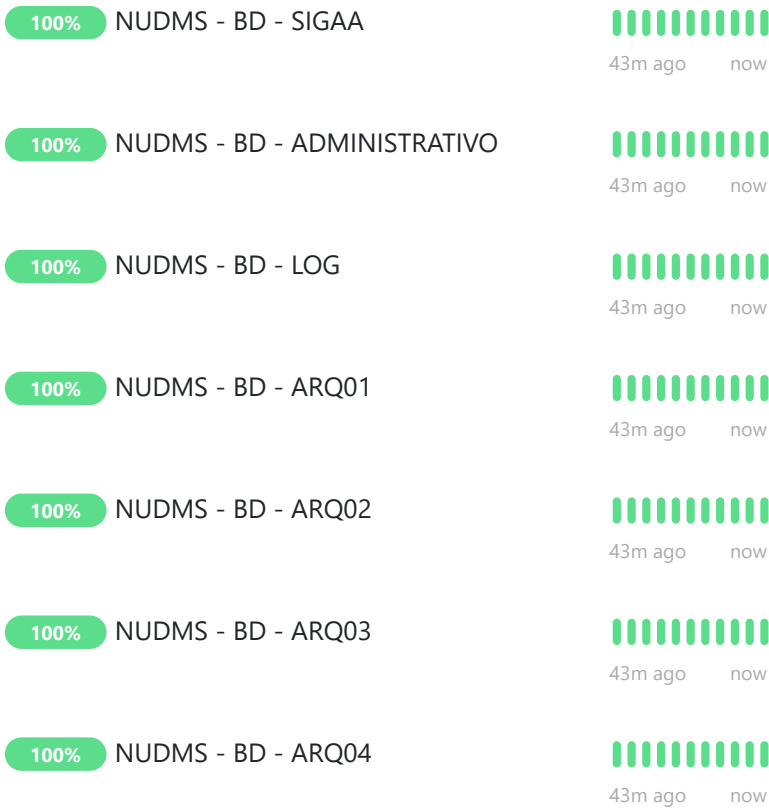 100% NUDMS - BD - SIGAA
43m ago now
100% NUDMS - BD - ADMINISTRATIVO
43m ago now
100% NUDMS - BD - LOG
43m ago now
100% NUDMS - BD - ARQ01
43m ago now
100% NUDMS - BD - ARQ02
43m ago now
100% NUDMS - BD - ARQ03
43m ago now
100% NUDMS - BD - ARQ04
43m ago now